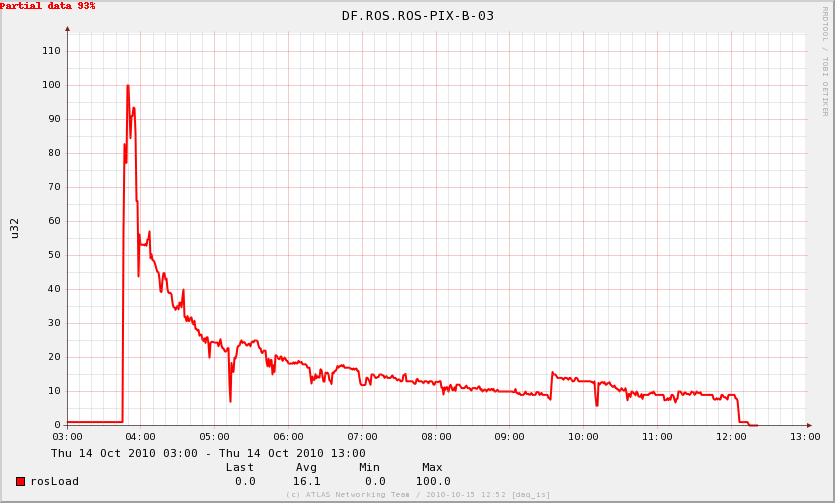 Partial data 93%
DF.ROS.ROS-PIX-B-03
RRDTOOL / TOBI OETIKER
u32
110
100
90
80
70
60
50
40
30
20
10
0
03:00 04:00 05:00 06:00 07:00 08:00 09:00 10:00 11:00 12:00 13:00
Thu 14 Oct 2010 03:00 - Thu 14 Oct 2010 13:00
Last Avg Min Max
rosLoad 0.0 16.1 0.0 100.0
(c) ATLAS Networking Team / 2010-10-15 12:52 [daq_is]